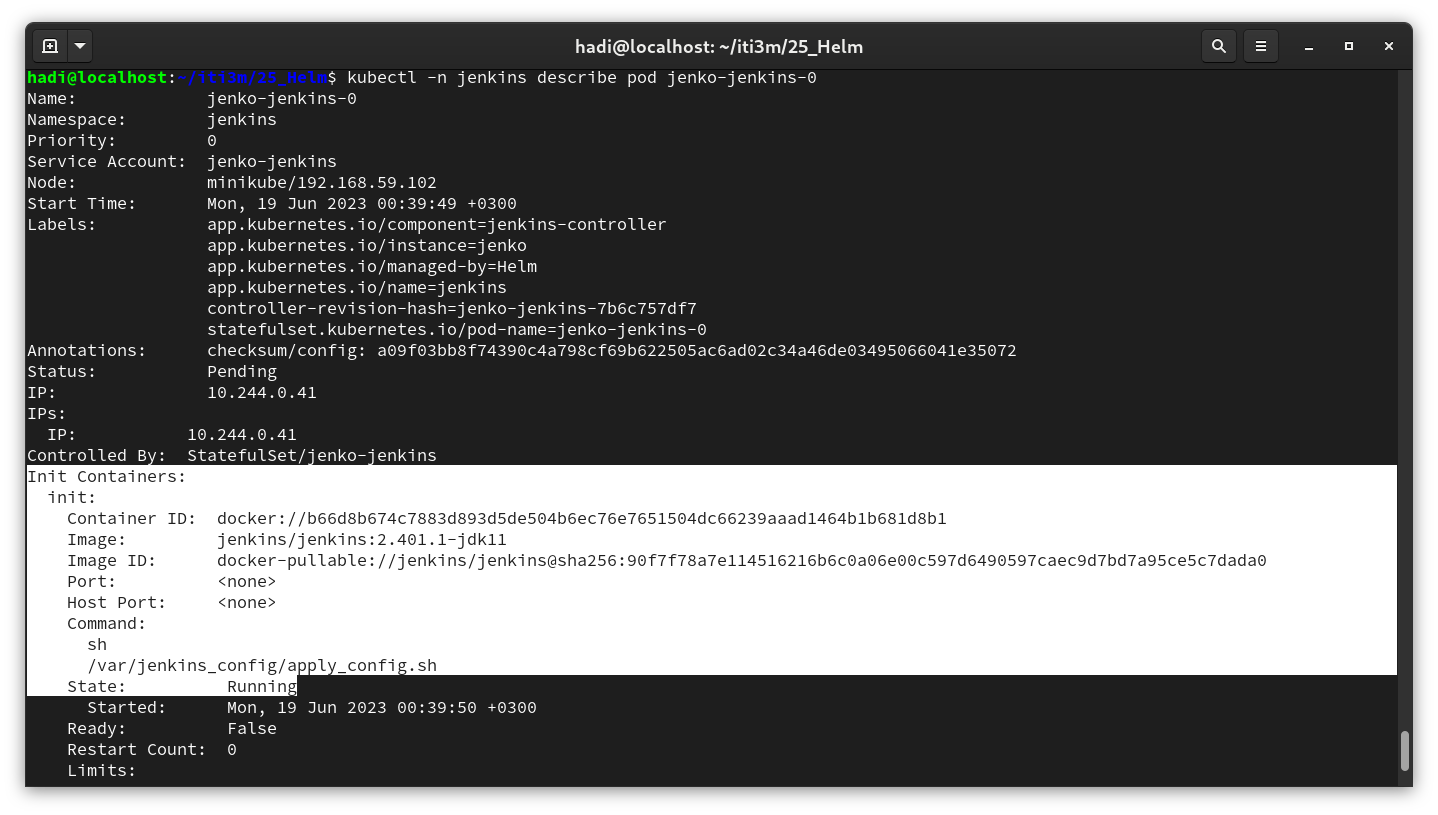 hadi@localhost: ~/iti3m/25_Helm
hadi@localhost:~/iti3m/25_Helm$ kubectl -n jenkins describe pod jenko-jenkins-0
Name:             jenko-jenkins-0
Namespace:        jenkins
Priority:         0
Service Account:  jenko-jenkins
Node:             minikube/192.168.59.102
Start Time:       Mon, 19 Jun 2023 00:39:49 +0300
Labels:           app.kubernetes.io/component=jenkins-controller
                  app.kubernetes.io/instance=jenko
                  app.kubernetes.io/managed-by=Helm
                  app.kubernetes.io/name=jenkins
                  controller-revision-hash=jenko-jenkins-7b6c757df7
                  statefulset.kubernetes.io/pod-name=jenko-jenkins-0
Annotations:      checksum/config: a09f03bb8f74390c4a798cf69b622505ac6ad02c34a46de03495066041e35072
Status:           Pending
IP:               10.244.0.41
IPs:
  IP:           10.244.0.41
Controlled By:  StatefulSet/jenko-jenkins
Init Containers:
  init:
    Container ID:  docker://b66d8b674c7883d893d5de504b6ec76e7651504dc66239aaad1464b1b681d8b1
    Image:         jenkins/jenkins:2.401.1-jdk11
    Image ID:      docker-pullable://jenkins/jenkins@sha256:90f7f78a7e114516216b6c0a06e00c597d6490597caec9d7bd7a95ce5c7dada0
    Port:          <none>
    Host Port:     <none>
    Command:
      sh
      /var/jenkins_config/apply_config.sh
    State:          Running
      Started:      Mon, 19 Jun 2023 00:39:50 +0300
    Ready:          False
    Restart Count:  0
    Limits: